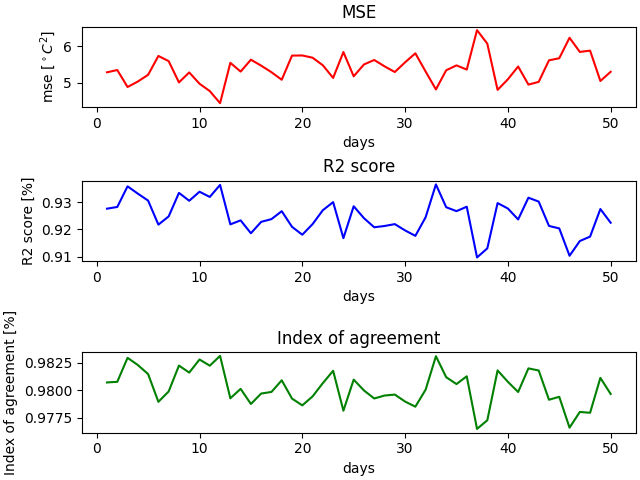 MSE
mse [$^\circ C^2$]
6
5
0 10 20 30 40 50
days
R2 score
R2 score [%]
0.93
0.92
0.91
0 10 20 30 40 50
days
Index of agreement
Index of agreement [%]
0.9825
0.9800
0.9775
0 10 20 30 40 50
days